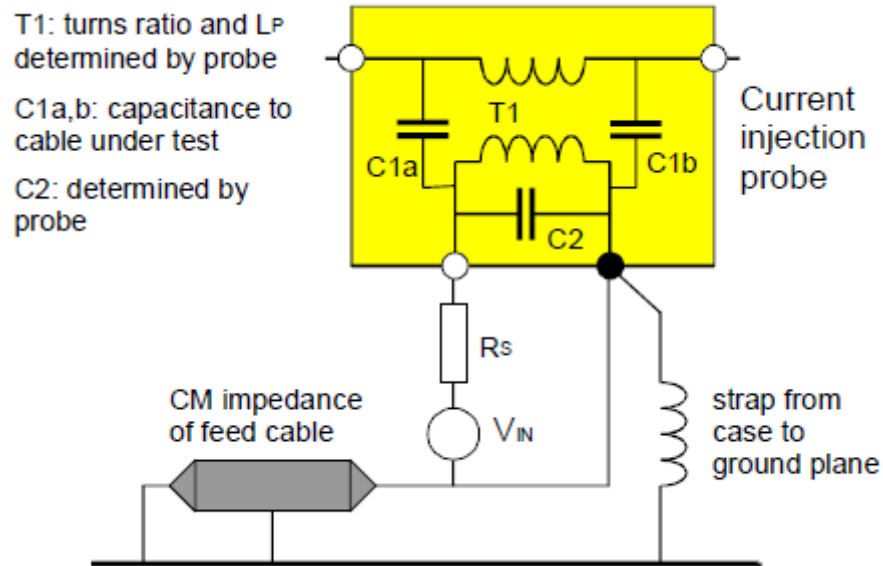 T1: turns ratio and LP
determined by probe
C1a,b: capacitance to
cable under test
C2: determined by
probe
T1
C1a
C1b
C2
Current
injection
probe
RS
VIN
CM impedance
of feed cable
strap from
case to
ground plane